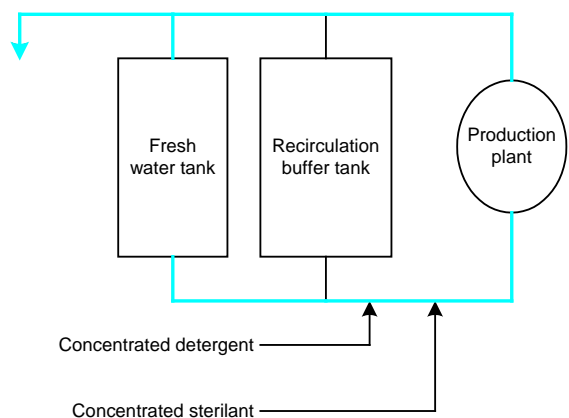 Fresh
water tank
Recirculation
buffer tank
Production
plant
Concentrated detergent
Concentrated sterilant